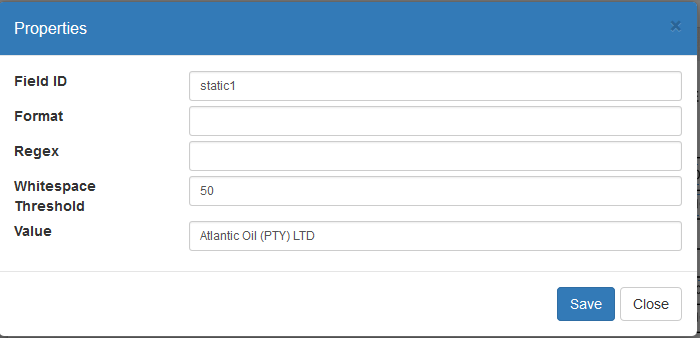 Properties
×
Field ID
static1
Format
Regex
Whitespace
Threshold
50
Value
Atlantic Oil (PTY) LTD
Save
Close